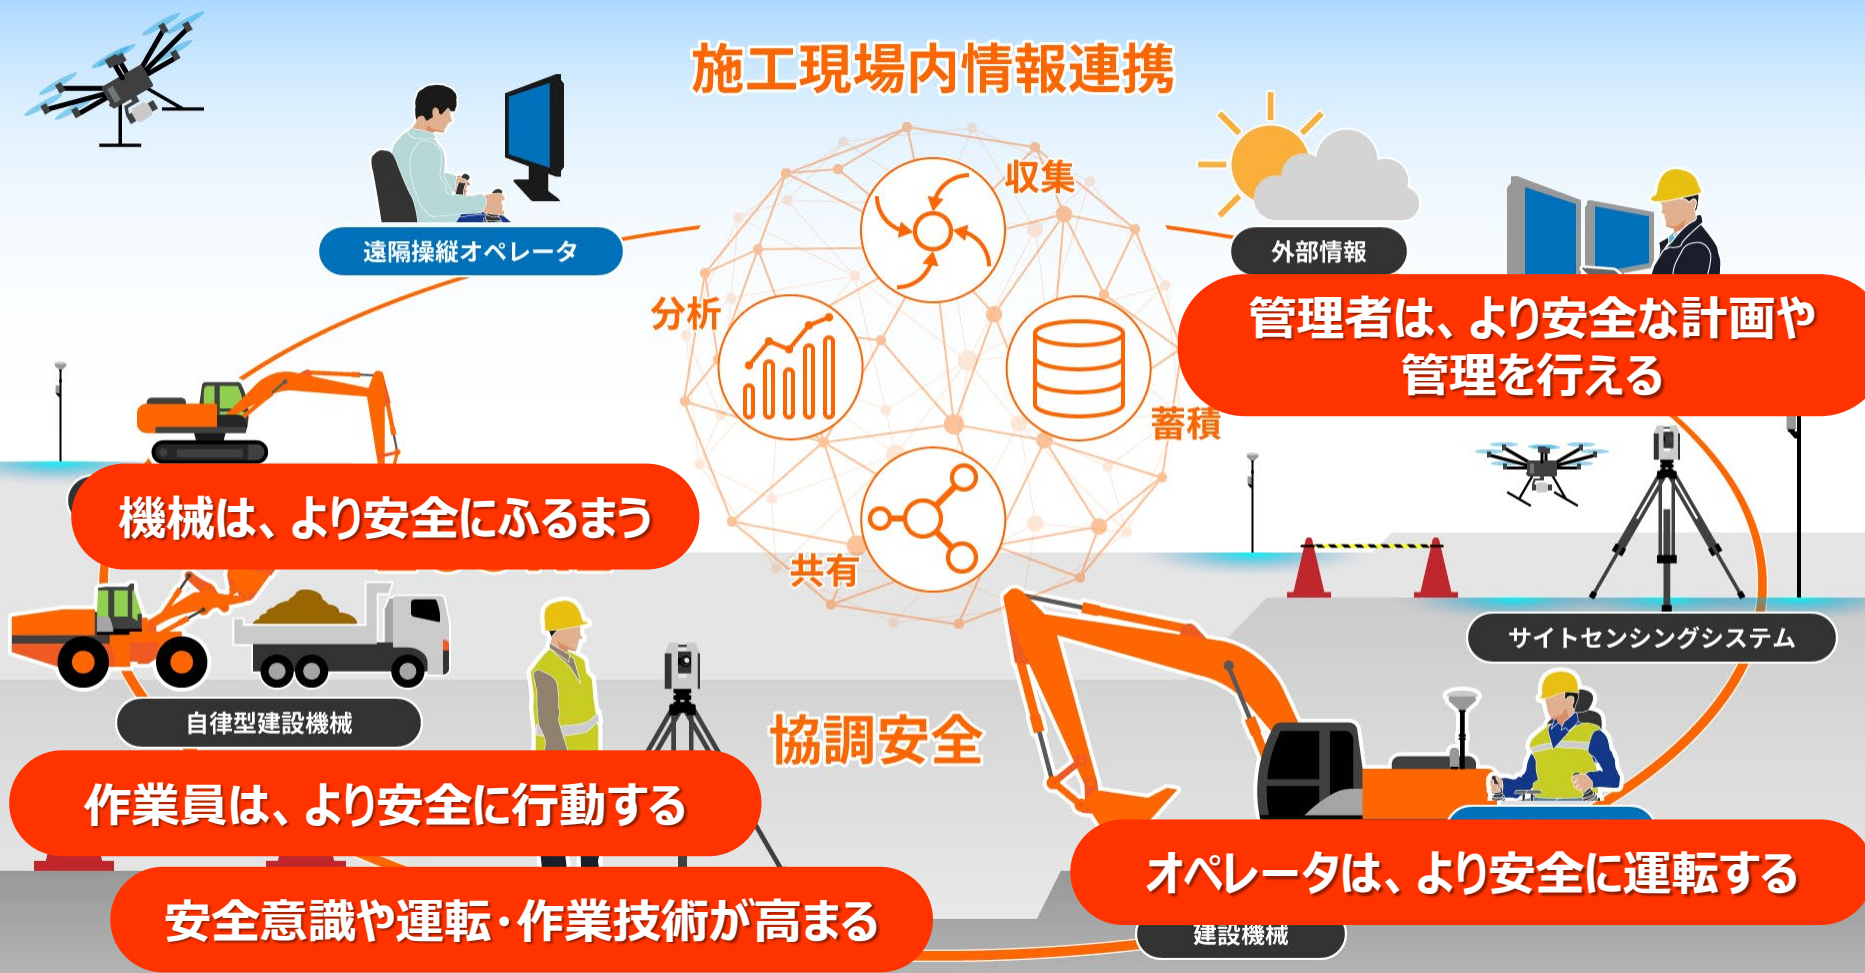 施工現場内情報連携
収集
遠隔操縦オペレータ
外部情報
分析
管理者は、より安全な計画や
管理を行える
蓄積
機械は、より安全にふるまう
共有
サイトセンシングシステム
自律型建設機械
協調安全
作業員は、より安全に行動する
オペレータは、より安全に運転する
安全意識や運転・作業技術が高まる
建設機械